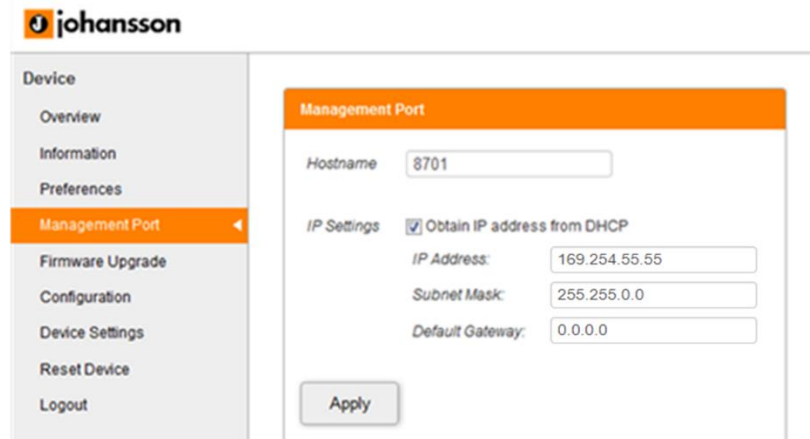 johansson
Device
Overview
Information
Preferences
Management Port
Firmware Upgrade
Configuration
Device Settings
Reset Device
Logout
Management Port
Hostname 8701
IP Settings Obtain IP address from DHCP
IP Address: 169.254.55.55
Subnet Mask: 255.255.0.0
Default Gateway: 0.0.0.0
Apply